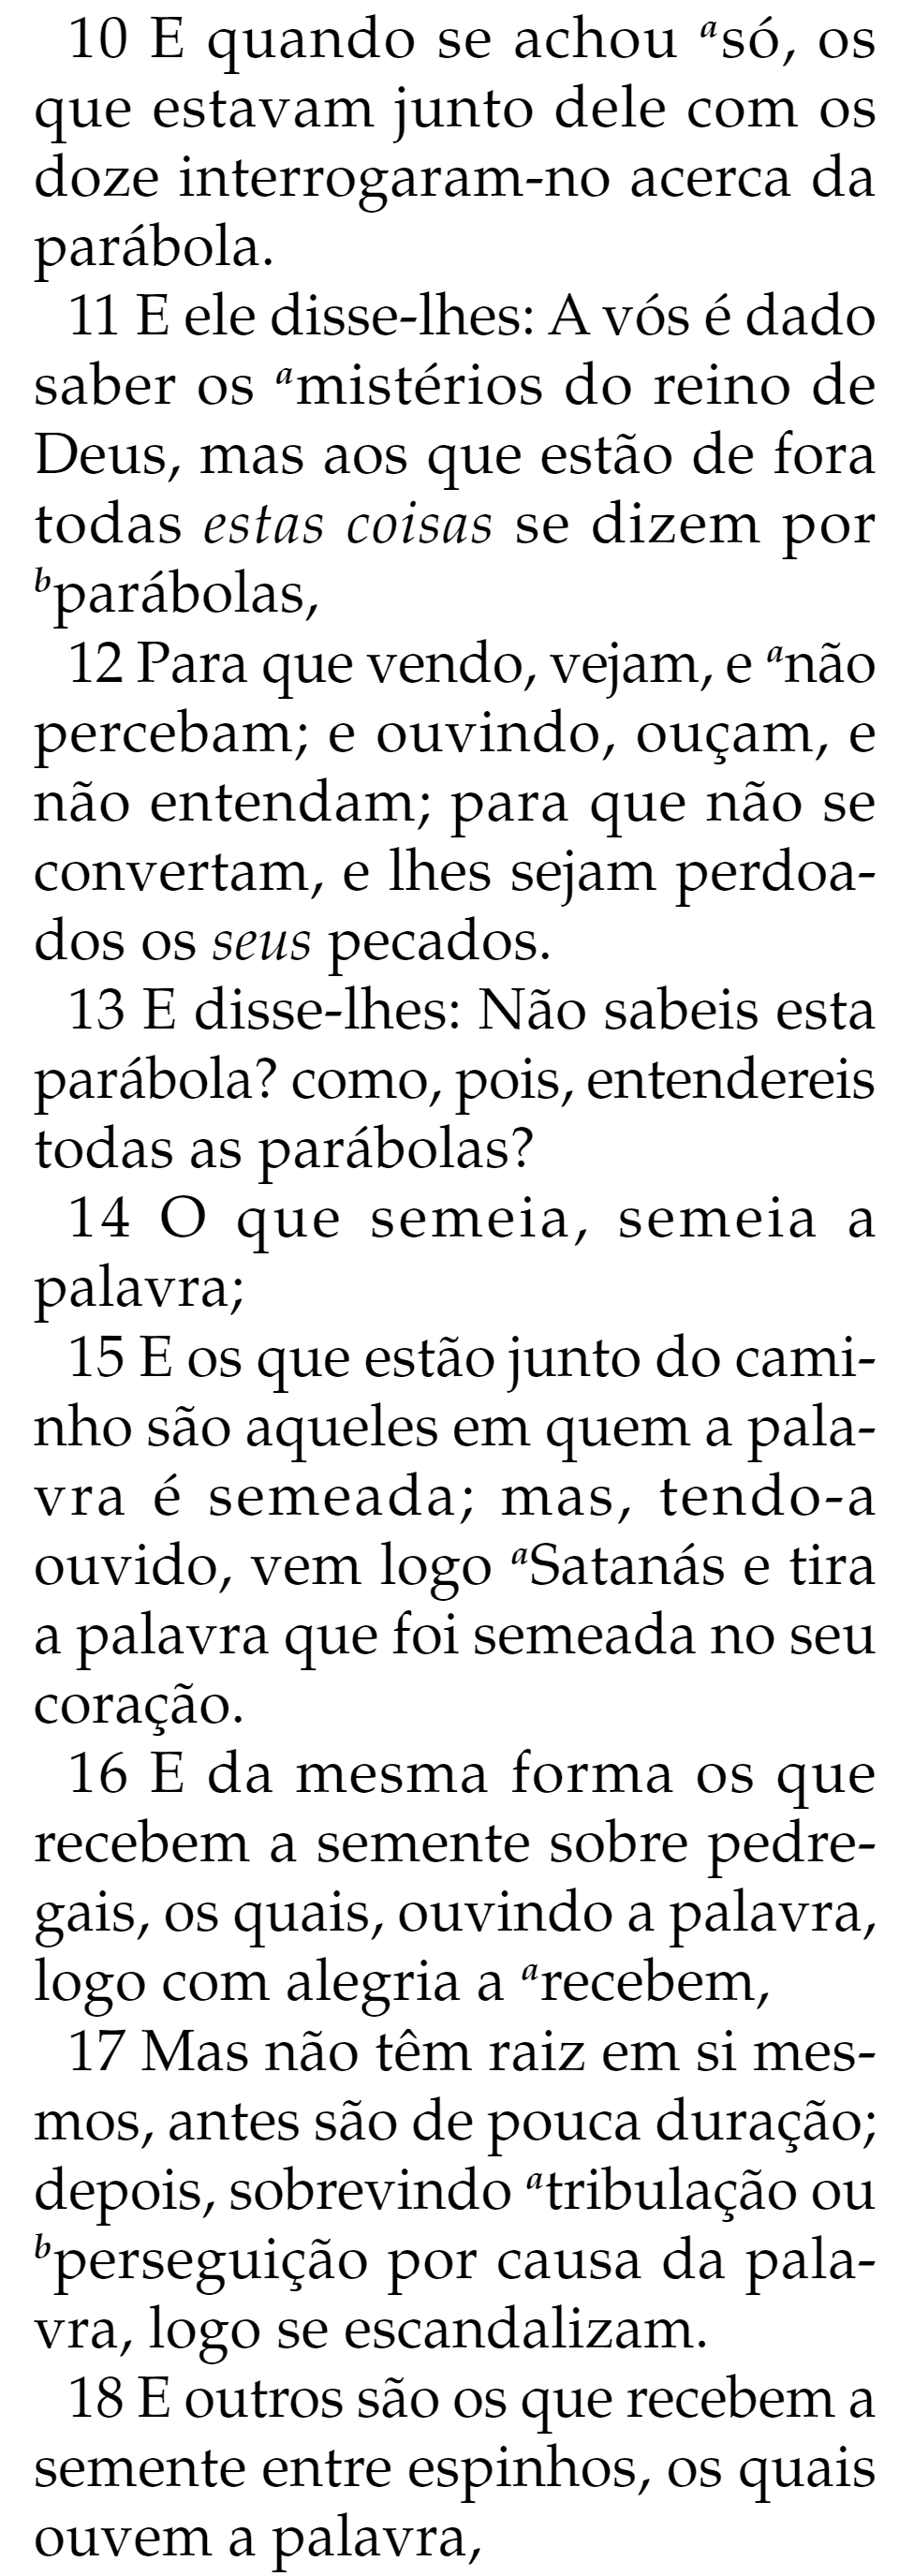 10 E quando se achou ᵃsó, os
que estavam junto dele com os
doze interrogaram-no acerca da
parábola.
11 E ele disse-lhes: A vós é dado
saber os ᵃmistérios do reino de
Deus, mas aos que estão de fora
todas estas coisas se dizem por
ᵇparábolas,
12 Para que vendo, vejam, e ᵃnão
percebam; e ouvindo, ouçam, e
não entendam; para que não se
convertam, e lhes sejam perdoa-
dos os seus pecados.
13 E disse-lhes: Não sabeis esta
parábola? como, pois, entendereis
todas as parábolas?
14 O que semeia, semeia a
palavra;
15 E os que estão junto do cami-
nho são aqueles em quem a pala-
vra é semeada; mas, tendo-a
ouvido, vem logo ᵃSatanás e tira
a palavra que foi semeada no seu
coração.
16 E da mesma forma os que
recebem a semente sobre pedre-
gais, os quais, ouvindo a palavra,
logo com alegria a ᵃrecebem,
17 Mas não têm raiz em si mes-
mos, antes são de pouca duração;
depois, sobrevindo ᵃtribulação ou
ᵇperseguição por causa da pala-
vra, logo se escandalizam.
18 E outros são os que recebem a
semente entre espinhos, os quais
ouvem a palavra,